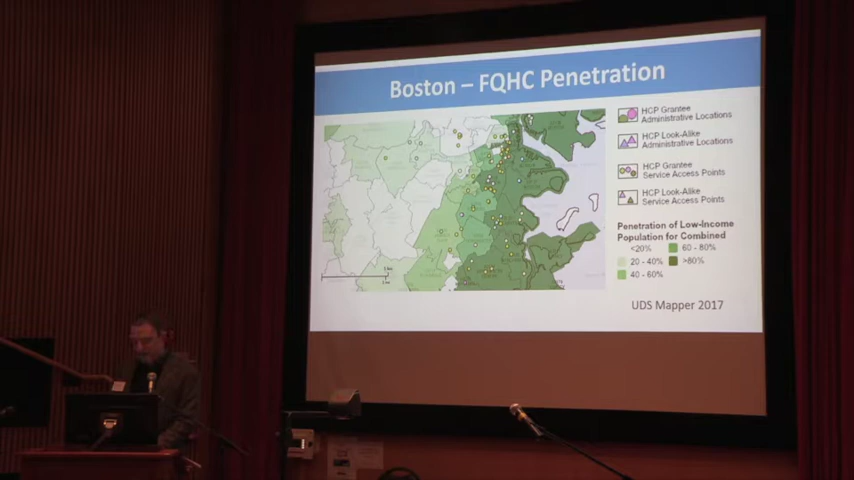 Boston – FQHC Penetration
HCP Grantee
Administrative Locations
HCP Look-Alike
Administrative Locations
HCP Grantee
Service Access Points
HCP Look-Alike
Service Access Points
Penetration of Low-Income
Population for Combined
<20%
60 - 80%
20 - 40%
>80%
40 - 60%
UDS Mapper 2017